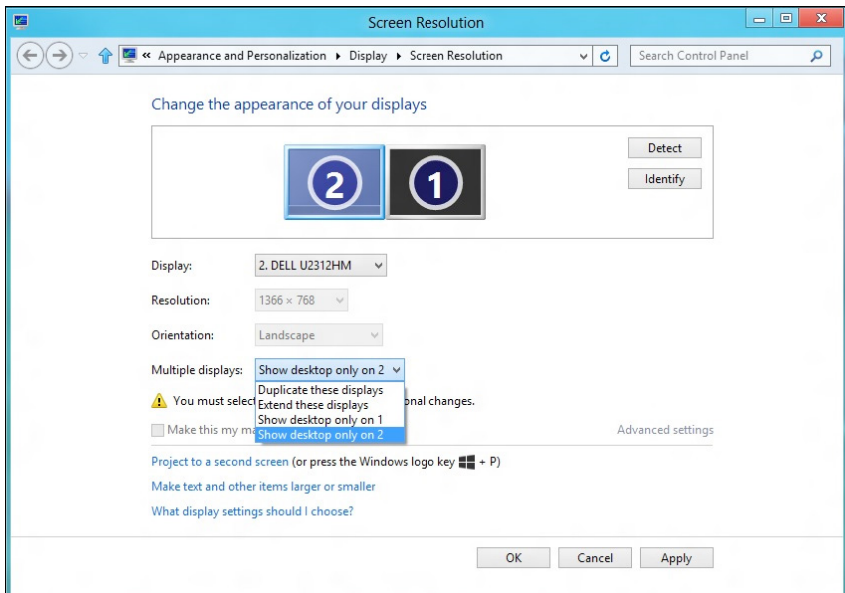 Screen Resolution
« Appearance and Personalization Display Screen Resolution Search Control Panel
Change the appearance of your displays
2 1
Detect
Identify
Display: 2. DELL U2312HM
Resolution: 1366 × 768
Orientation: Landscape
Multiple displays: Show desktop only on 2
Duplicate these displays
Extend these displays
Show desktop only on 1
Show desktop only on 2
You must onal changes.
Make this my Advanced settings
Project to a second screen (or press the Windows logo key + P)
Make text and other items larger or smaller
What display settings should I choose?
OK Cancel Apply